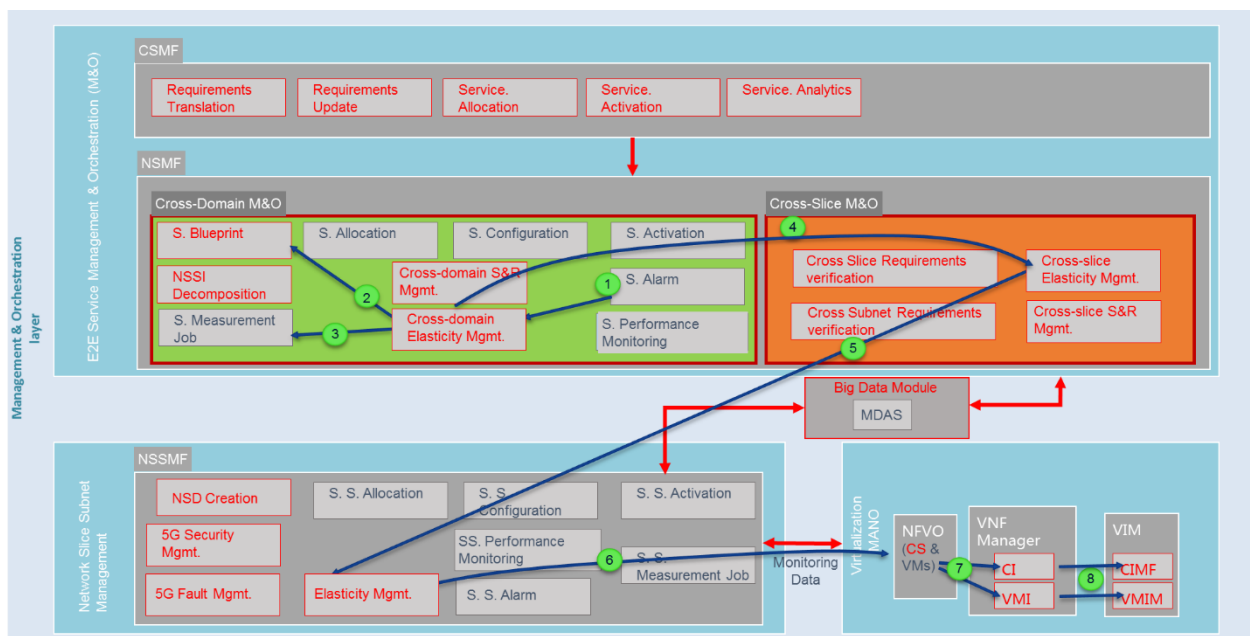 Management & Orchestration
layer
E2E Service Management & Orchestration (M&O)
CSMF
Requirements
Translation
Requirements
Update
Service.
Allocation
Service.
Activation
Service. Analytics
NSMF
Cross-Domain M&O
S. Blueprint
S. Allocation
S. Configuration
S. Activation
NSSI
Decomposition
Cross-domain S&R
Mgmt.
1
S. Alarm
2
S. Measurement
Job
3
Cross-domain
Elasticity Mgmt.
S. Performance
Monitoring
Cross-Slice M&O
4
Cross Slice Requirements
verification
Cross-slice
Elasticity Mgmt.
Cross Subnet Requirements
verification
Cross-slice S&R
Mgmt.
5
Big Data Module
MDAS
Network Slice Subnet
Management
NSSMF
NSD Creation
S. S. Allocation
S. S.
Configuration
S. S. Activation
5G Security
Mgmt.
SS. Performance
Monitoring
6
S. S.
Measurement Job
5G Fault Mgmt.
Elasticity Mgmt.
S. S. Alarm
Monitoring
Data
Virtualization
MANO
NFVO
(CS &
VMs)
7
VNF
Manager
CI
VMI
8
VIM
CIMF
VMIM